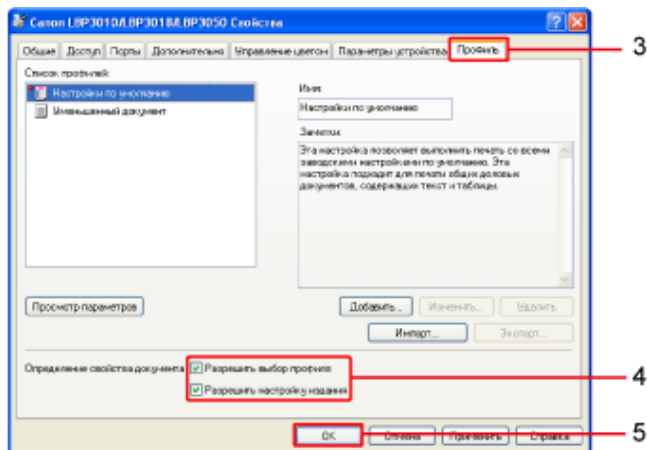 Canon LBP3010/LBP3018/LBP3050 Свойства
Общие Доступ Порты Дополнительно Управление цветом Параметры устройства Профиль
3
Список профилей:
Настройки по умолчанию
Уменьшенный документ
Имя:
Настройки по умолчанию
Заметки:
Эта настройка позволяет выполнить печать со всеми
заводскими настройками по умолчанию. Эта
настройка подходит для печати общих деловых
документов, содержащих текст и таблицы.
Просмотр параметров
Добавить... Изменить... Удалить
Импорт... Экспорт...
Определение свойства документа
Разрешить выбор профиля
4
Разрешить настройку издания
OK Отмена Применить Справка
5